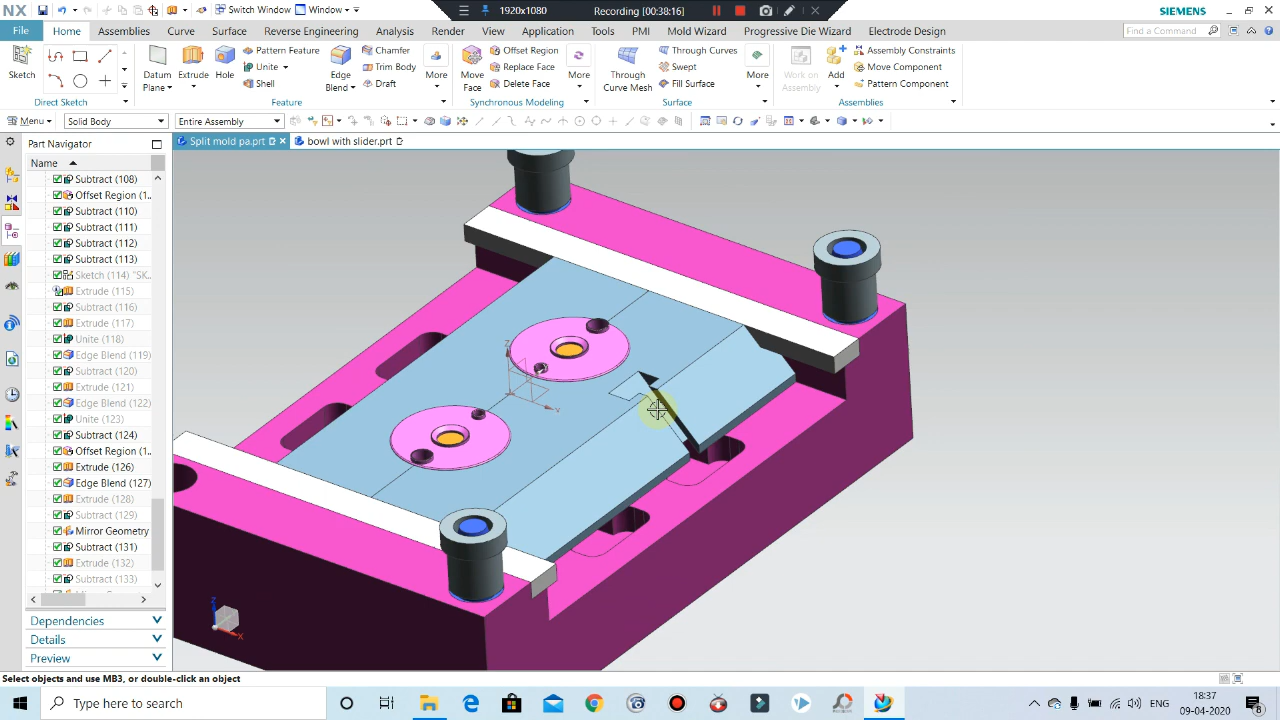 NX
Switch Window
Window
1920x1080
Recording [00:38:16]
SIEMENS
File
Home
Assemblies
Curve
Surface
Reverse Engineering
Analysis
Render
View
Application
Tools
PMI
Mold Wizard
Progressive Die Wizard
Electrode Design
Find a Command
Sketch
Direct Sketch
Datum Plane
Extrude
Hole
Pattern Feature
Unite
Shell
Edge Blend
Chamfer
Trim Body
Draft
More
Feature
Move Face
Offset Region
Replace Face
Delete Face
More
Synchronous Modeling
Through Curve Mesh
Through Curves
Swept
Fill Surface
More
Surface
Work on Assembly
Add
Assembly Constraints
Move Component
Pattern Component
Assemblies
Menu
Solid Body
Entire Assembly
Part Navigator
Split mold pa.prt
bowl with slider.prt
Name
Subtract (108)
Offset Region (1..
Subtract (110)
Subtract (111)
Subtract (112)
Subtract (113)
Sketch (114) "SK..
Extrude (115)
Subtract (116)
Extrude (117)
Unite (118)
Edge Blend (119)
Subtract (120)
Extrude (121)
Edge Blend (122)
Unite (123)
Subtract (124)
Offset Region (1..
Extrude (126)
Edge Blend (127)
Extrude (128)
Subtract (129)
Mirror Geometry
Subtract (131)
Extrude (132)
Subtract (133)
Dependencies
Details
Preview
Z
X
Select objects and use MB3, or double-click an object
Type here to search
ENG
18:37
09-04-2020